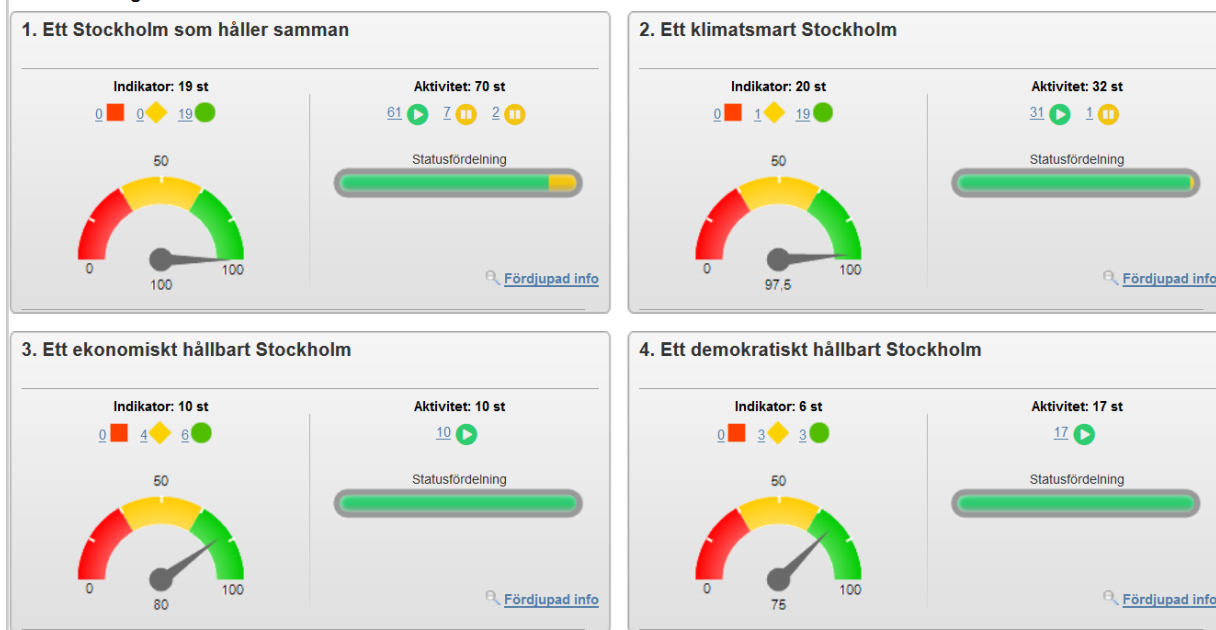 1. Ett Stockholm som håller samman
Indikator: 19 st
0 0 19
50
0 100
100
Aktivitet: 70 st
61 7 2
Statusfördelning
Fördjupad info
2. Ett klimatsmart Stockholm
Indikator: 20 st
0 1 19
50
0 100
97,5
Aktivitet: 32 st
31 1
Statusfördelning
Fördjupad info
3. Ett ekonomiskt hållbart Stockholm
Indikator: 10 st
0 4 6
50
0 100
80
Aktivitet: 10 st
10
Statusfördelning
Fördjupad info
4. Ett demokratiskt hållbart Stockholm
Indikator: 6 st
0 3 3
50
0 100
75
Aktivitet: 17 st
17
Statusfördelning
Fördjupad info